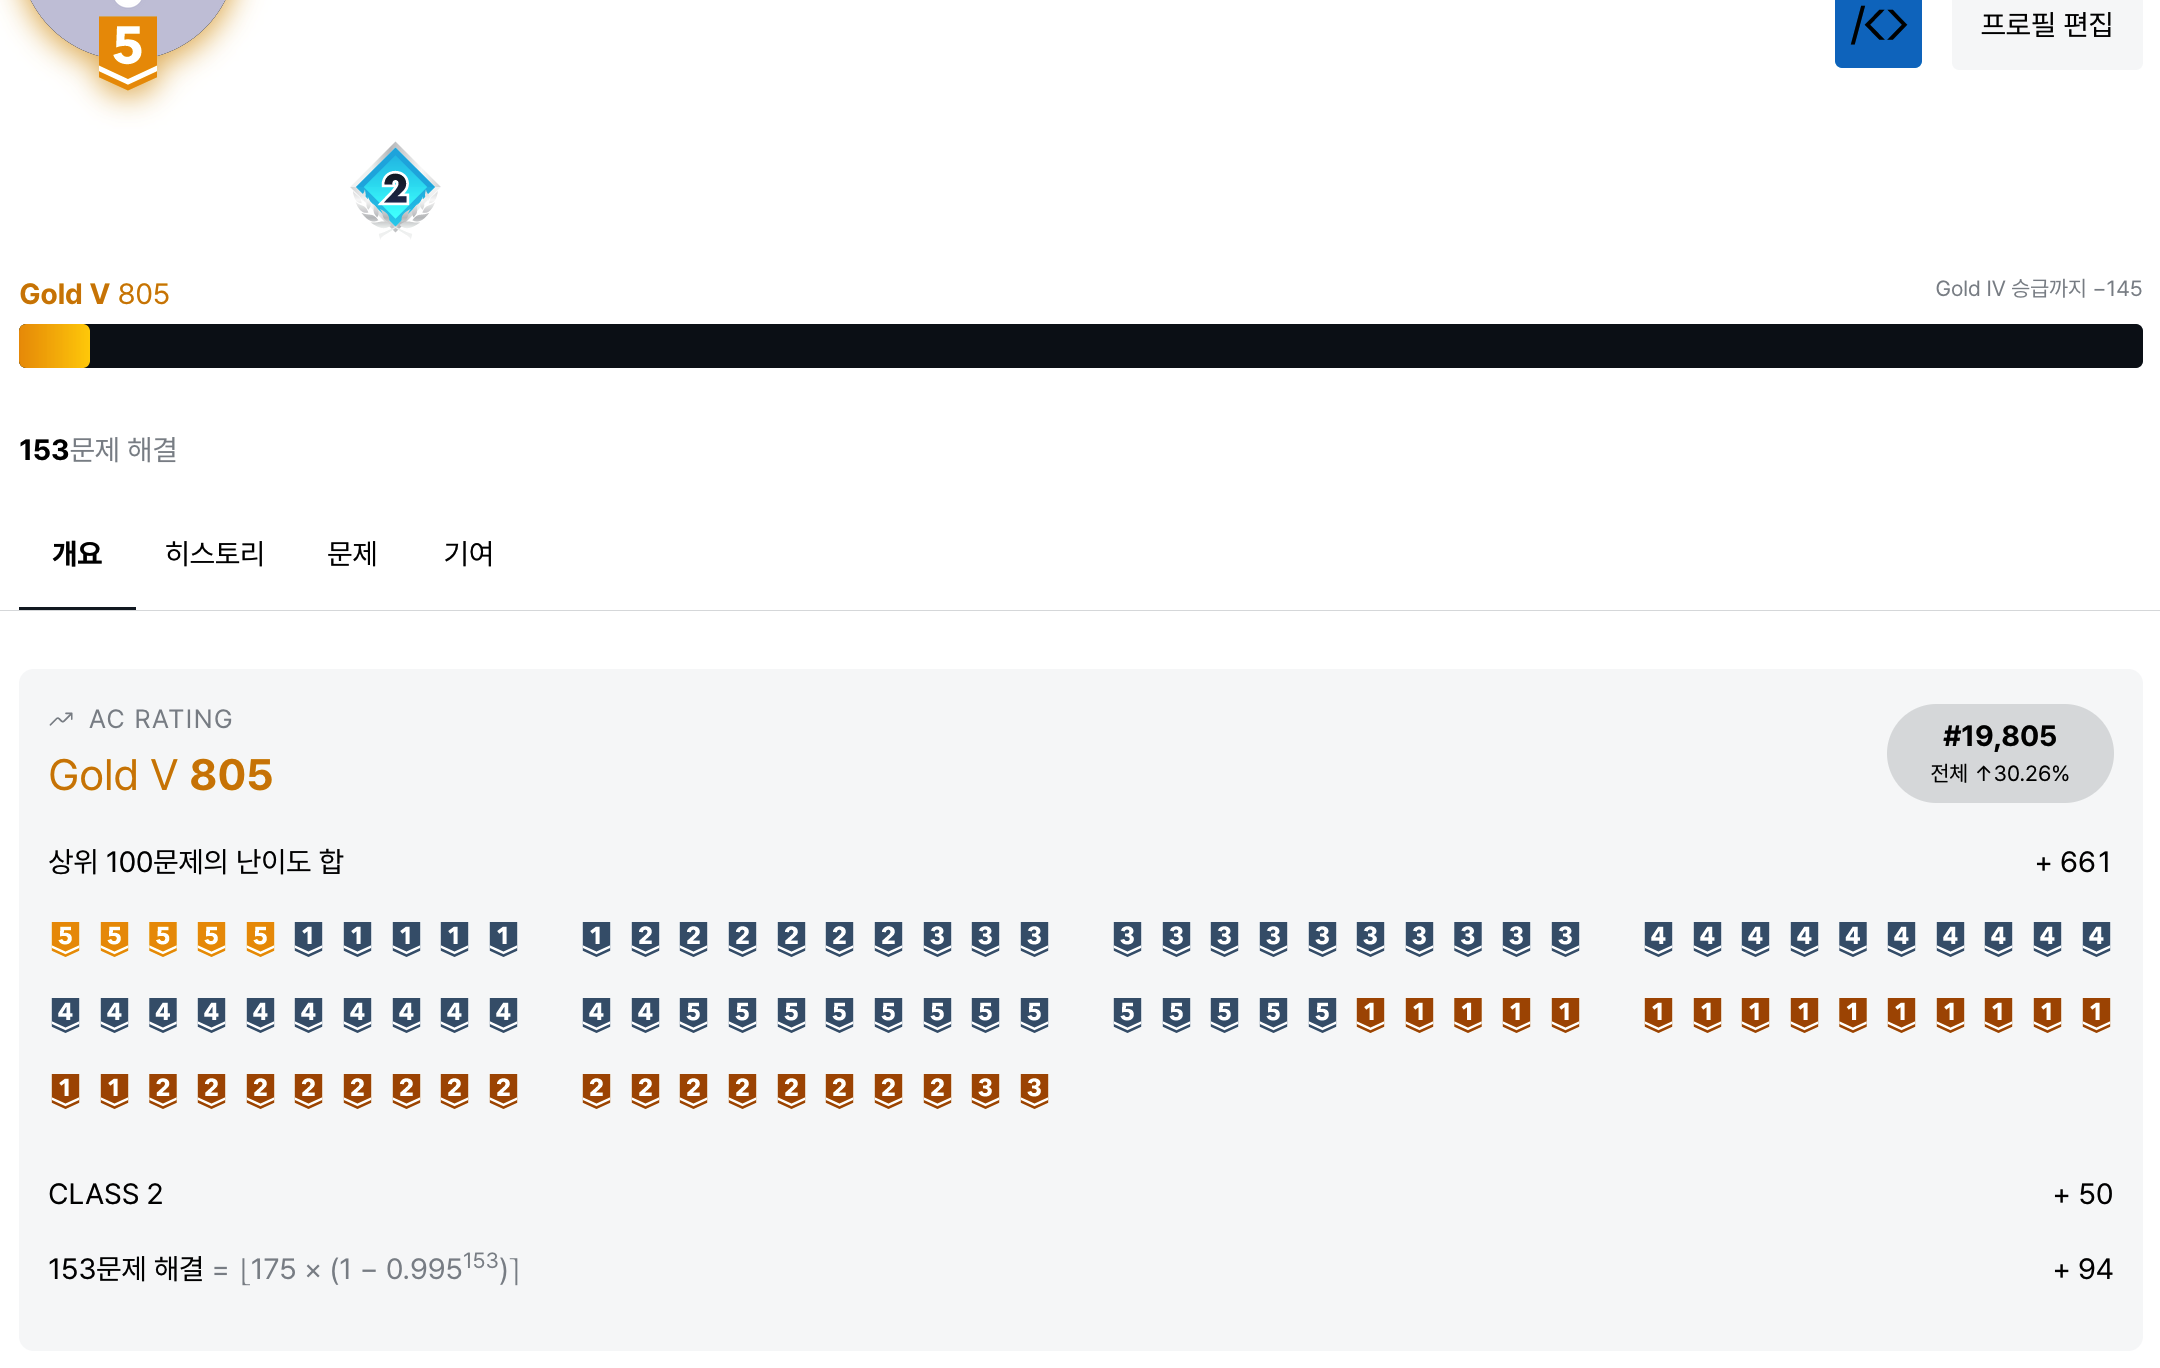 5
/<>
프로필 편집
2
Gold V 805
Gold IV 승급까지 −145
153문제 해결
개요 히스토리 문제 기여
AC RATING
Gold V 805
#19,805
전체 ↑30.26%
상위 100문제의 난이도 합
+ 661
5 5 5 5 5 1 1 1 1 1 1 2 2 2 2 2 2 3 3 3 3 3 3 3 3 3 3 3 3 3 4 4 4 4 4 4 4 4 4 4
4 4 4 4 4 4 4 4 4 4 4 4 5 5 5 5 5 5 5 5 5 5 5 5 5 1 1 1 1 1 1 1 1 1 1 1 1 1 1 1
1 1 2 2 2 2 2 2 2 2 2 2 2 2 2 2 2 2 3 3
CLASS 2
+ 50
153문제 해결 = ⌊175 × (1 − 0.995¹⁵³)⌉
+ 94